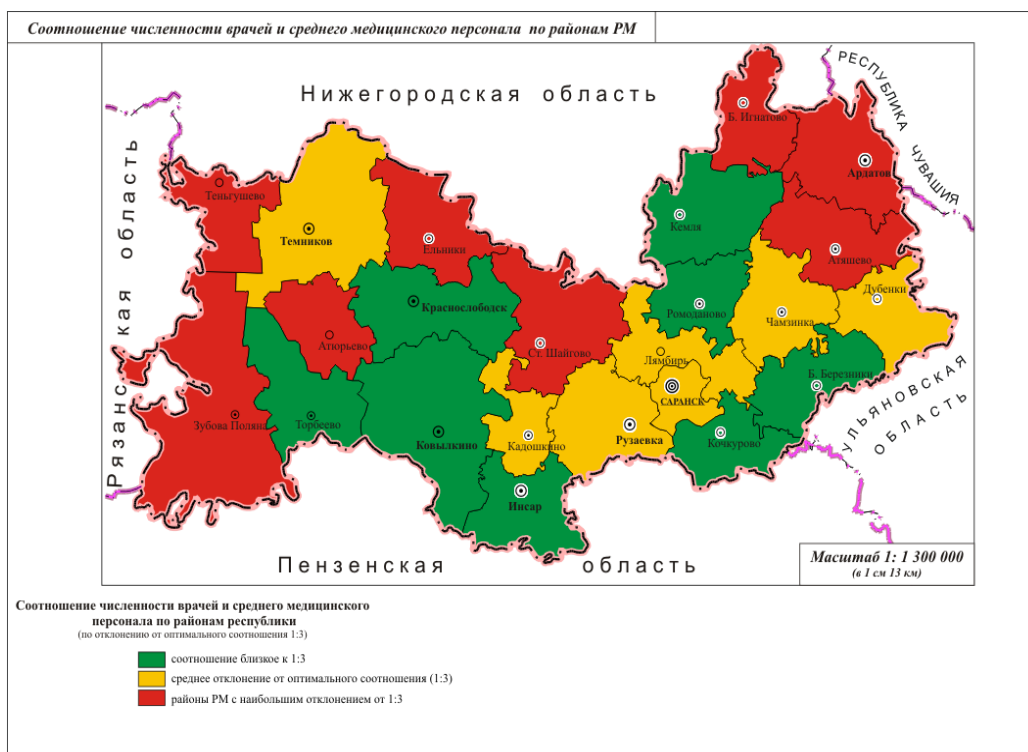 Соотношение численности врачей и среднего медицинского персонала по районам РМ
Нижегородская область
РЕСПУБЛИКА ЧУВАШИЯ
Рязанская область
Б. Игнатово
Ардатов
Теньгушево
Кемля
Темников
Ельники
Атяшево
Дубенки
Краснослободск
Ромоданово
Чамзинка
Атюрьево
Ст. Шайгово
Лямбирь
Б. Березники
САРАНСК
Зубова Поляна
Торбеево
Ковылкино
Кадошкино
Рузаевка
Кочкурово
УЛЬЯНОВСКАЯ
ОБЛАСТЬ
Инсар
Пензенская область
Масштаб 1: 1 300 000
(в 1 см 13 км)
Соотношение численности врачей и среднего медицинского
персонала по районам республики
(по отклонению от оптимального соотношения 1:3)
соотношение близкое к 1:3
среднее отклонение от оптимального соотношения (1:3)
районы РМ с наибольшим отклонением от 1:3